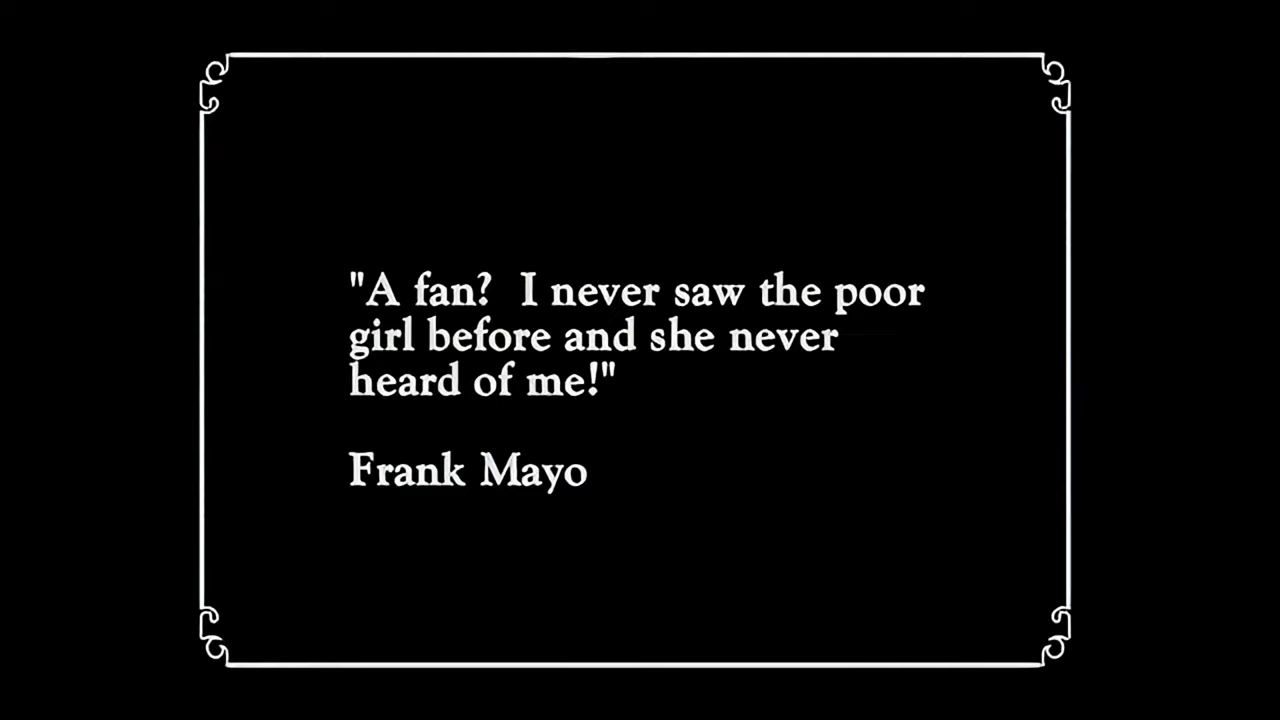 "A fan?  I never saw the poor
girl before and she never
heard of me!"
Frank Mayo